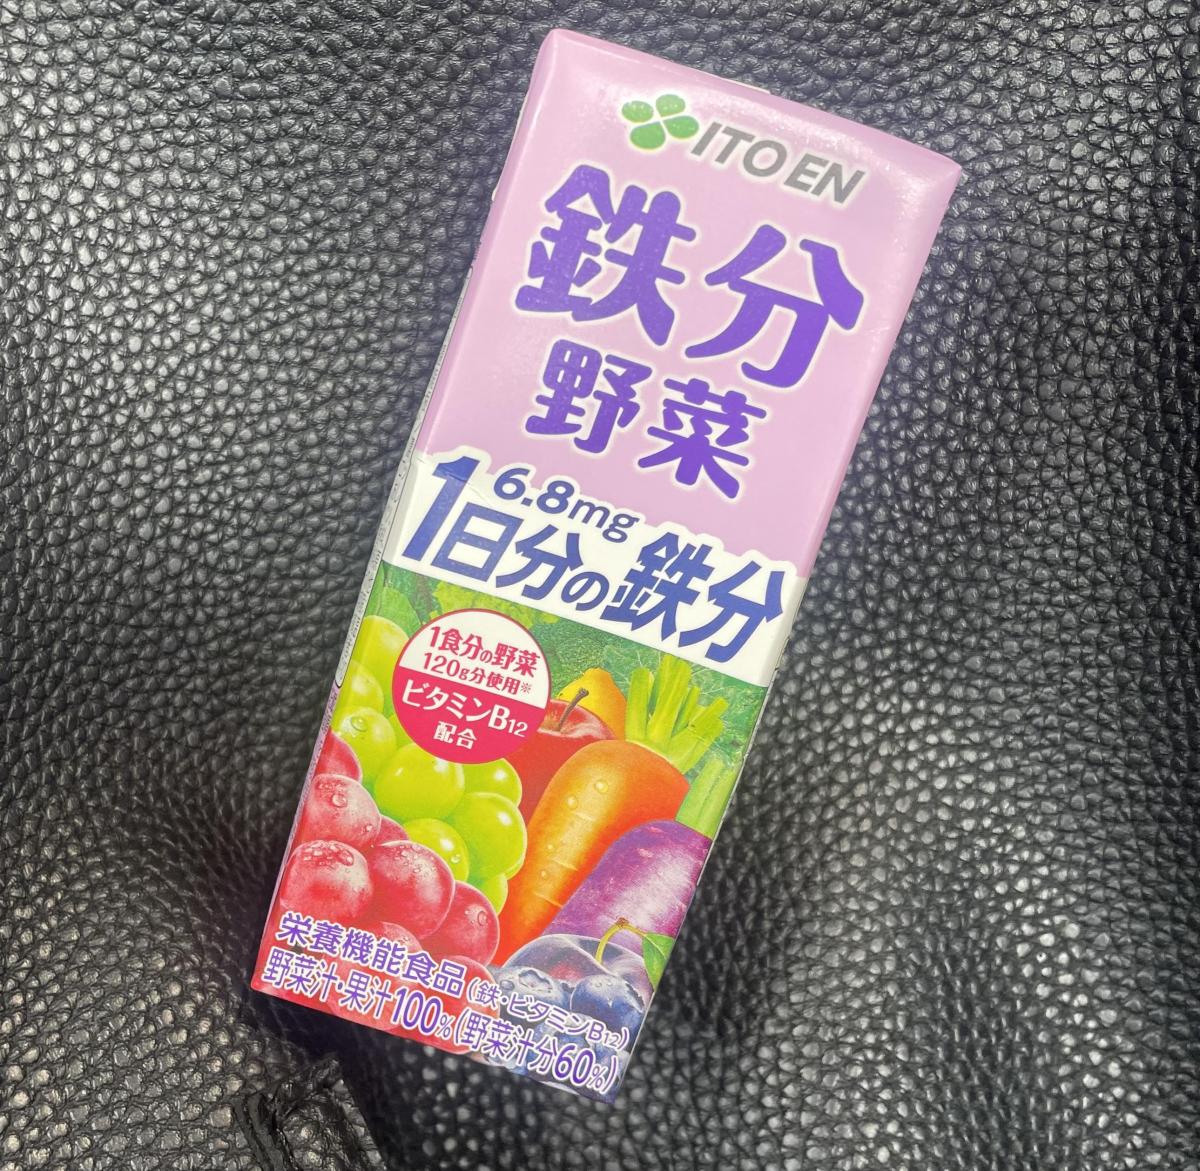 ITO EN
鉄分
野菜
6.8mg
1日分の鉄分
1食分の野菜
120g分使用※
ビタミンB12
配合
栄養機能食品(鉄・ビタミンB12)
野菜汁・果汁100%(野菜汁分60%)